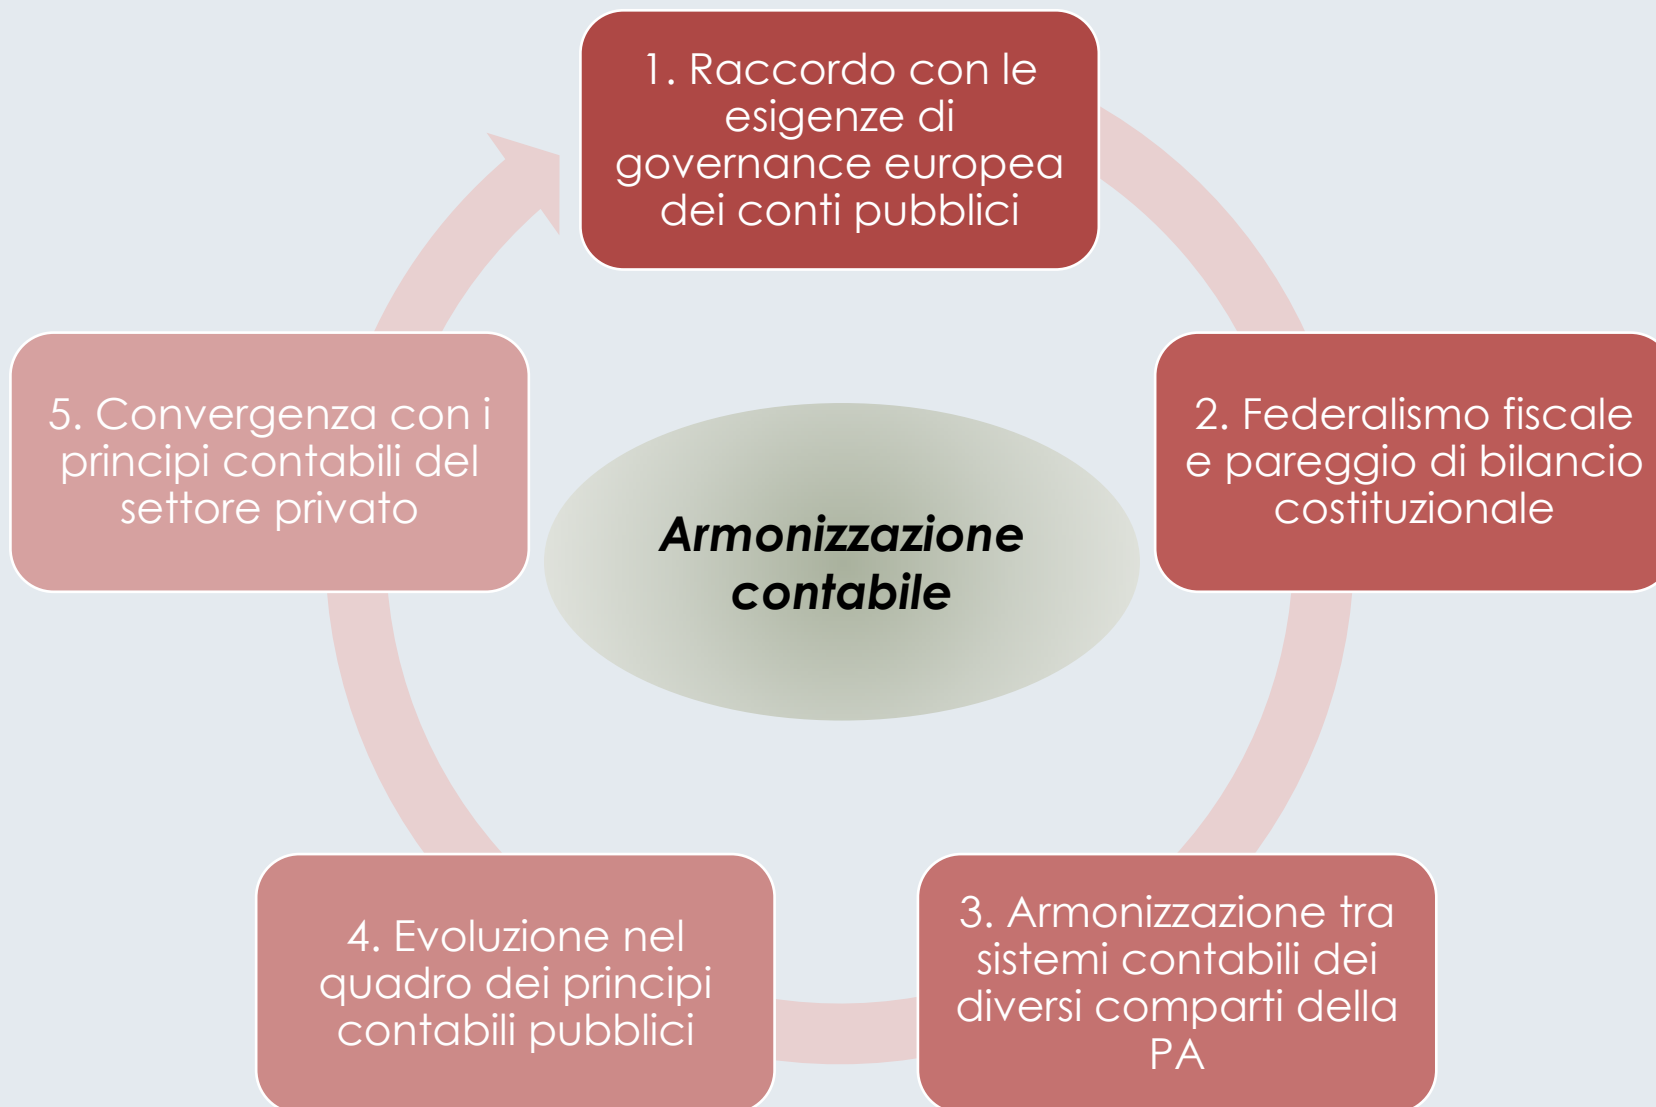 1. Raccordo con le
esigenze di
governance europea
dei conti pubblici
2. Federalismo fiscale
e pareggio di bilancio
costituzionale
3. Armonizzazione tra
sistemi contabili dei
diversi comparti della
PA
4. Evoluzione nel
quadro dei principi
contabili pubblici
5. Convergenza con i
principi contabili del
settore privato
Armonizzazione
contabile